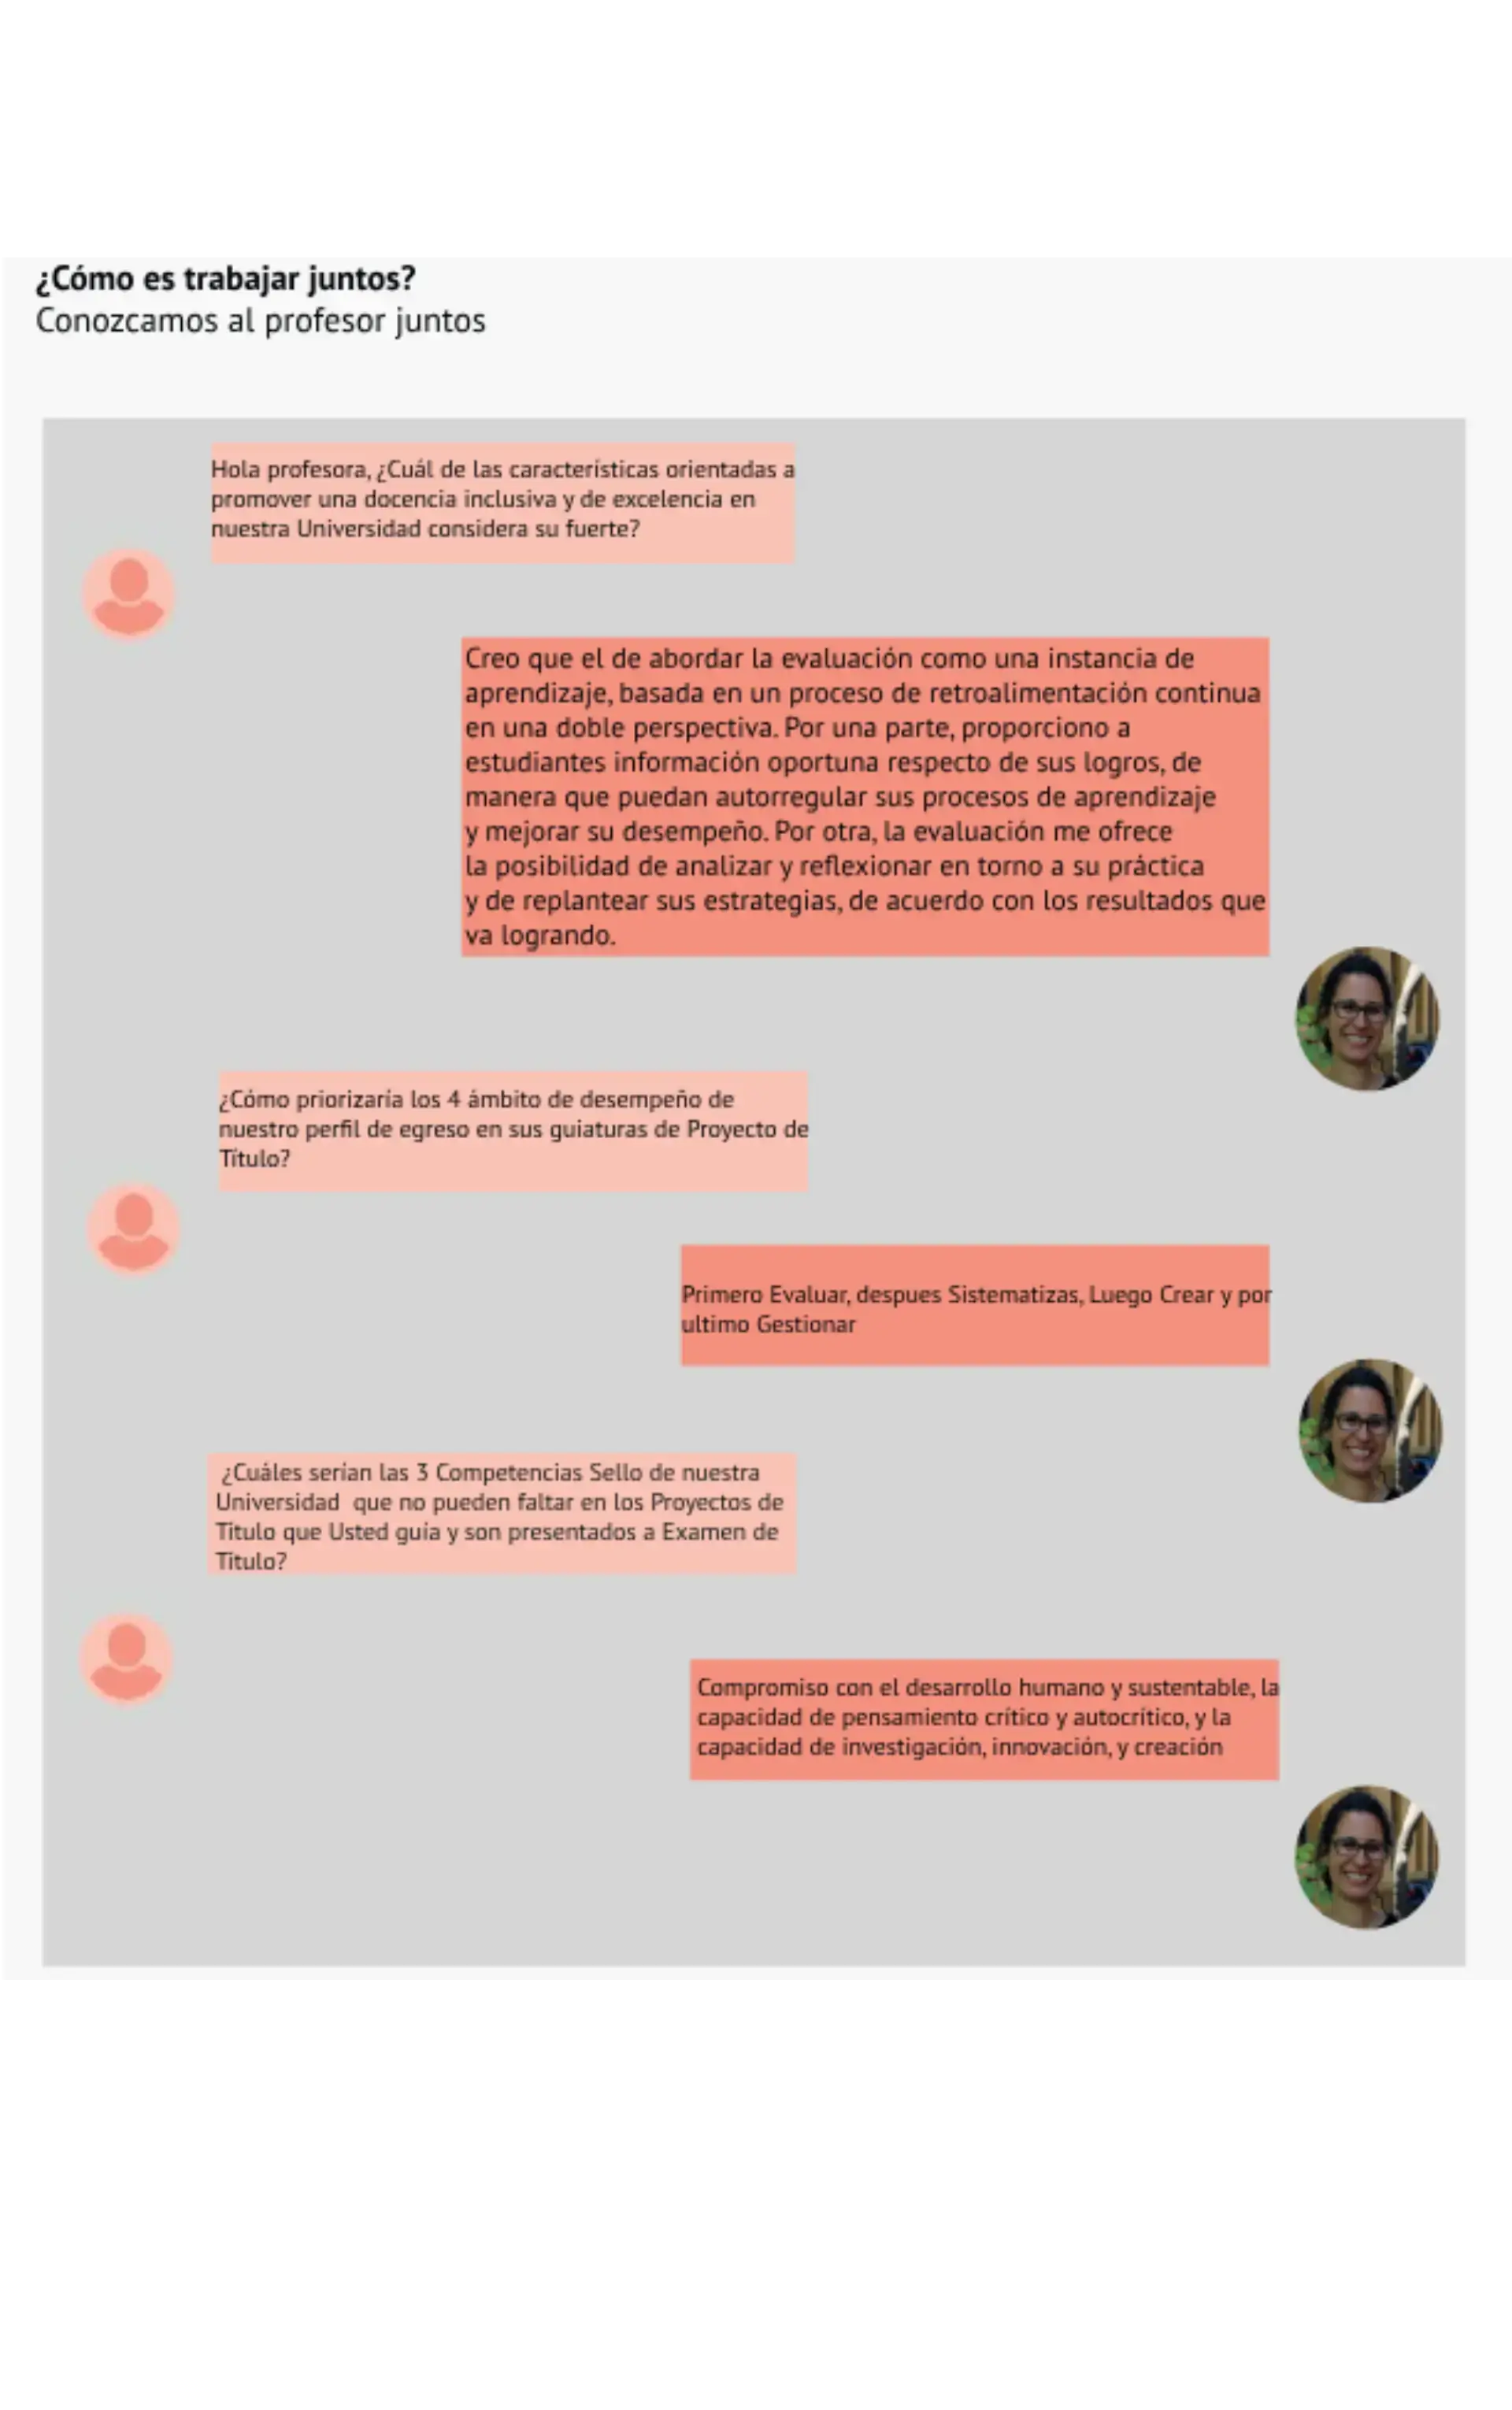 ¿Cómo es trabajar juntos?
Conozcamos al profesor juntos
Hola profesora, ¿Cuál de las características orientadas a
promover una docencia inclusiva y de excelencia en
nuestra Universidad considera su fuerte?
Creo que el de abordar la evaluación como una instancia de
aprendizaje, basada en un proceso de retroalimentación continua
en una doble perspectiva. Por una parte, proporciono a
estudiantes información oportuna respecto de sus logros, de
manera que puedan autorregular sus procesos de aprendizaje
y mejorar su desempeño. Por otra, la evaluación me ofrece
la posibilidad de analizar y reflexionar en torno a su práctica
y de replantear sus estrategias, de acuerdo con los resultados que
va logrando.
¿Cómo priorizaria los 4 ámbito de desempeño de
nuestro perfil de egreso en sus guiaturas de Proyecto de
Título?
Primero Evaluar, despues Sistematizas, Luego Crear y por
ultimo Gestionar
¿Cuáles serían las 3 Competencias Sello de nuestra
Universidad  que no pueden faltar en los Proyectos de
Título que Usted guía y son presentados a Examen de
Título?
Compromiso con el desarrollo humano y sustentable, la
capacidad de pensamiento crítico y autocrítico, y la
capacidad de investigación, innovación, y creación